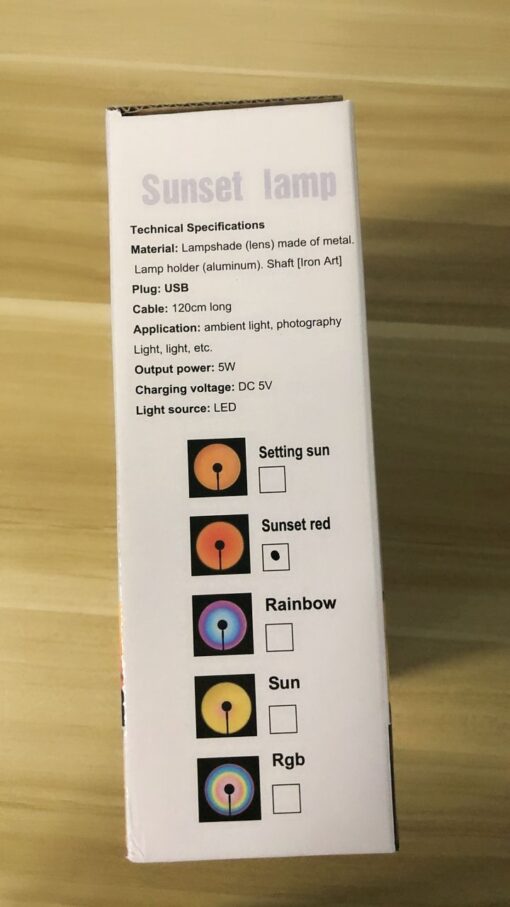 Sunset lamp
Technical Specifications
Material: Lampshade (lens) made of metal.
Lamp holder (aluminum). Shaft [Iron Art]
Plug: USB
Cable: 120cm long
Application: ambient light, photography
Light, light, etc.
Output power: 5W
Charging voltage: DC 5V
Light source: LED
Setting sun
Sunset red
Rainbow
Sun
Rgb